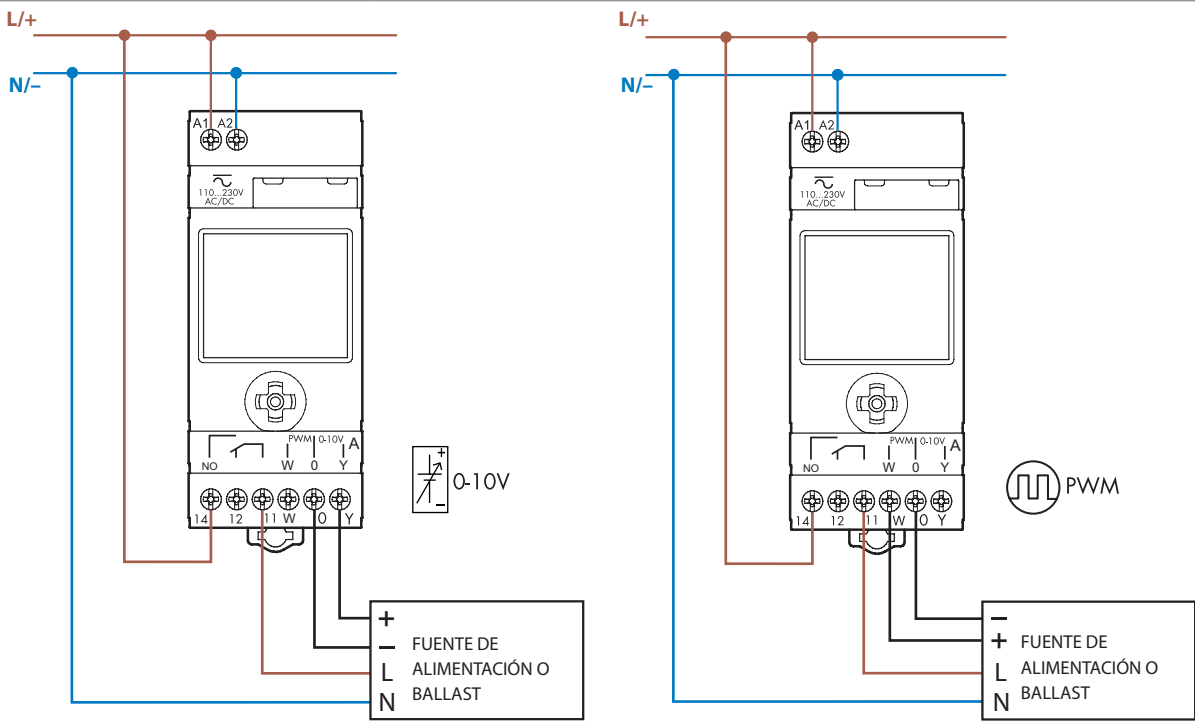 L/+
N/–
A1 A2
110...230V
AC/DC
PWM 0-10V A
NO W 0 Y
14 12 11 W 0 Y
+
– 0-10V
+
– FUENTE DE
L ALIMENTACIÓN O
N BALLAST
L/+
N/–
A1 A2
110...230V
AC/DC
PWM 0-10V A
NO W 0 Y
14 12 11 W 0 Y
PWM
–
+ FUENTE DE
L ALIMENTACIÓN O
N BALLAST